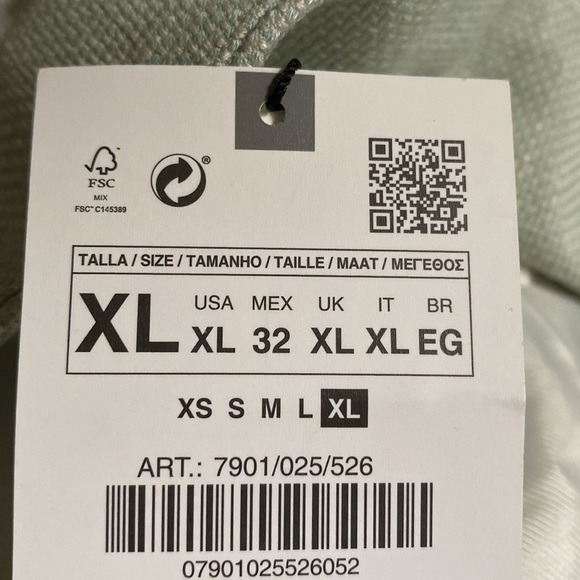 FSC
MIX
FSC™ C145389
®
TALLA / SIZE / TAMANHO / TAILLE / MAAT / ΜΕΓΕΘΟΣ
XL USA MEX UK IT BR
XL 32 XL XL EG
XS S M L XL
ART.: 7901/025/526
07901025526052